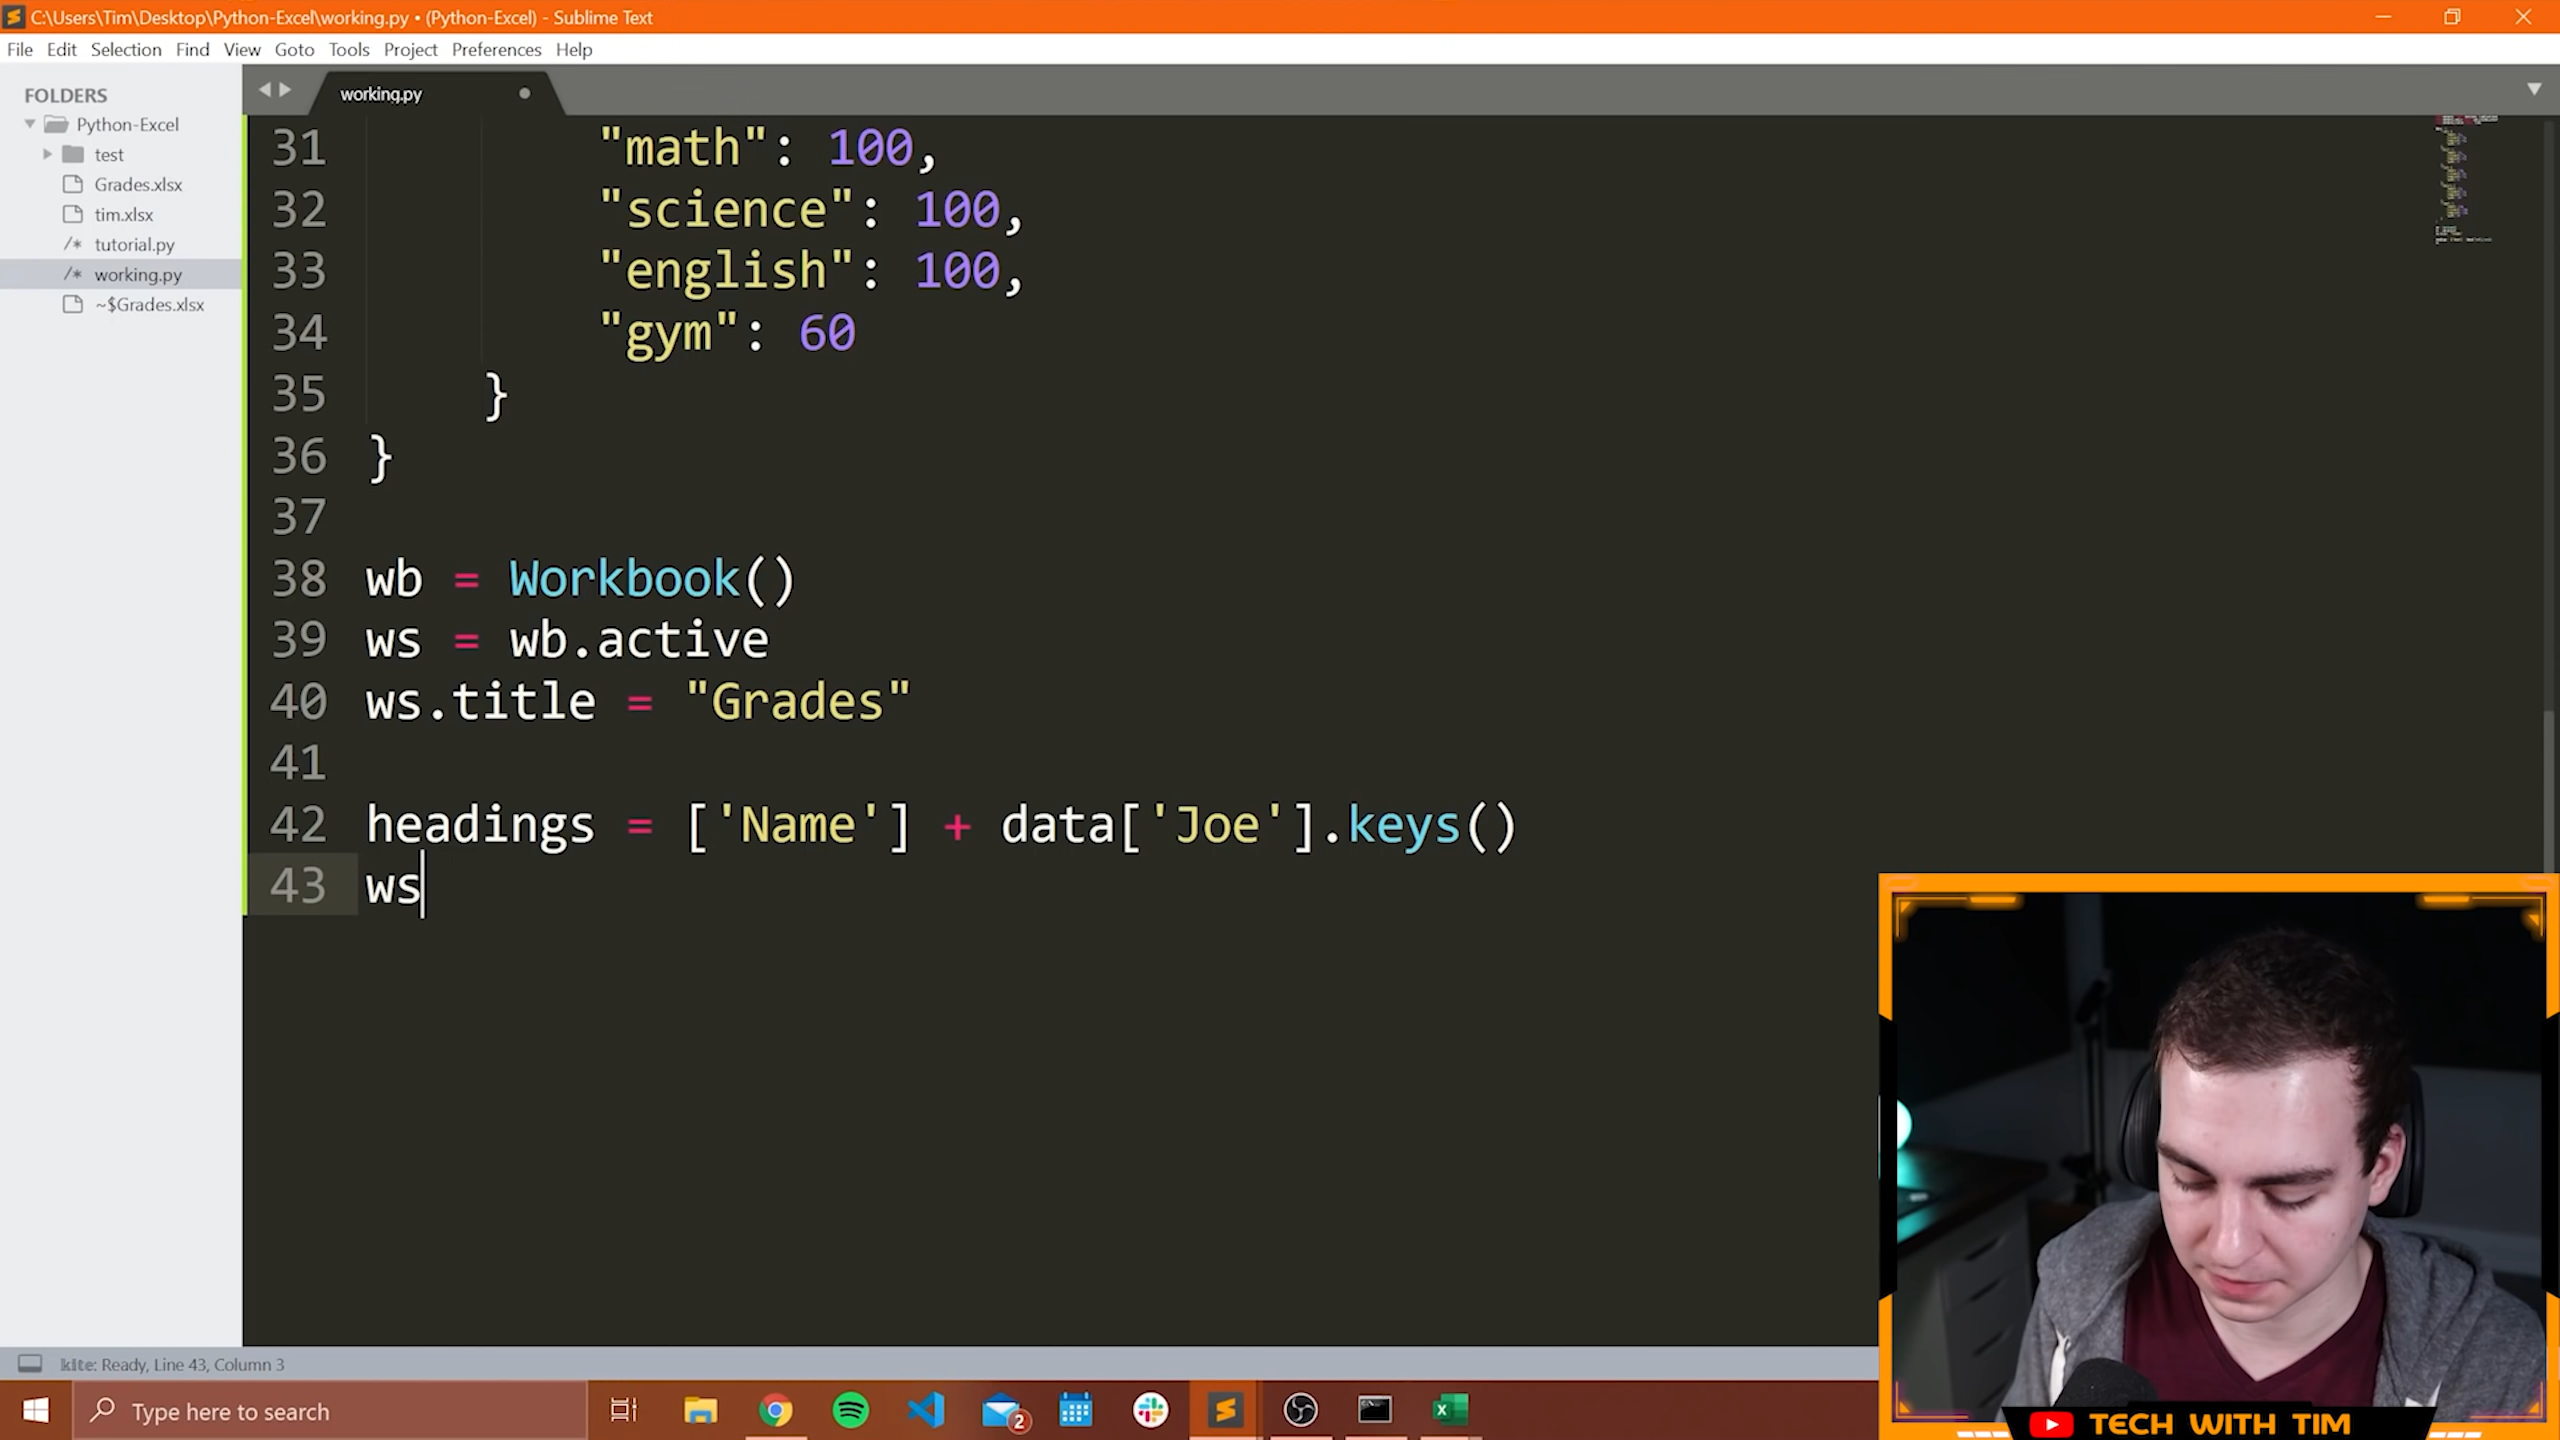 C:\Users\Tim\Desktop\Python-Excel\working.py • (Python-Excel) - Sublime Text
File Edit Selection Find View Goto Tools Project Preferences Help
FOLDERS
Python-Excel
test
Grades.xlsx
tim.xlsx
/* tutorial.py
/* working.py
~$Grades.xlsx
working.py
31 "math": 100,
32 "science": 100,
33 "english": 100,
34 "gym": 60
35 }
36 }
37
38 wb = Workbook()
39 ws = wb.active
40 ws.title = "Grades"
41
42 headings = ['Name'] + data['Joe'].keys()
43 ws
kite: Ready, Line 43, Column 3
Type here to search
2
TECH WITH TIM